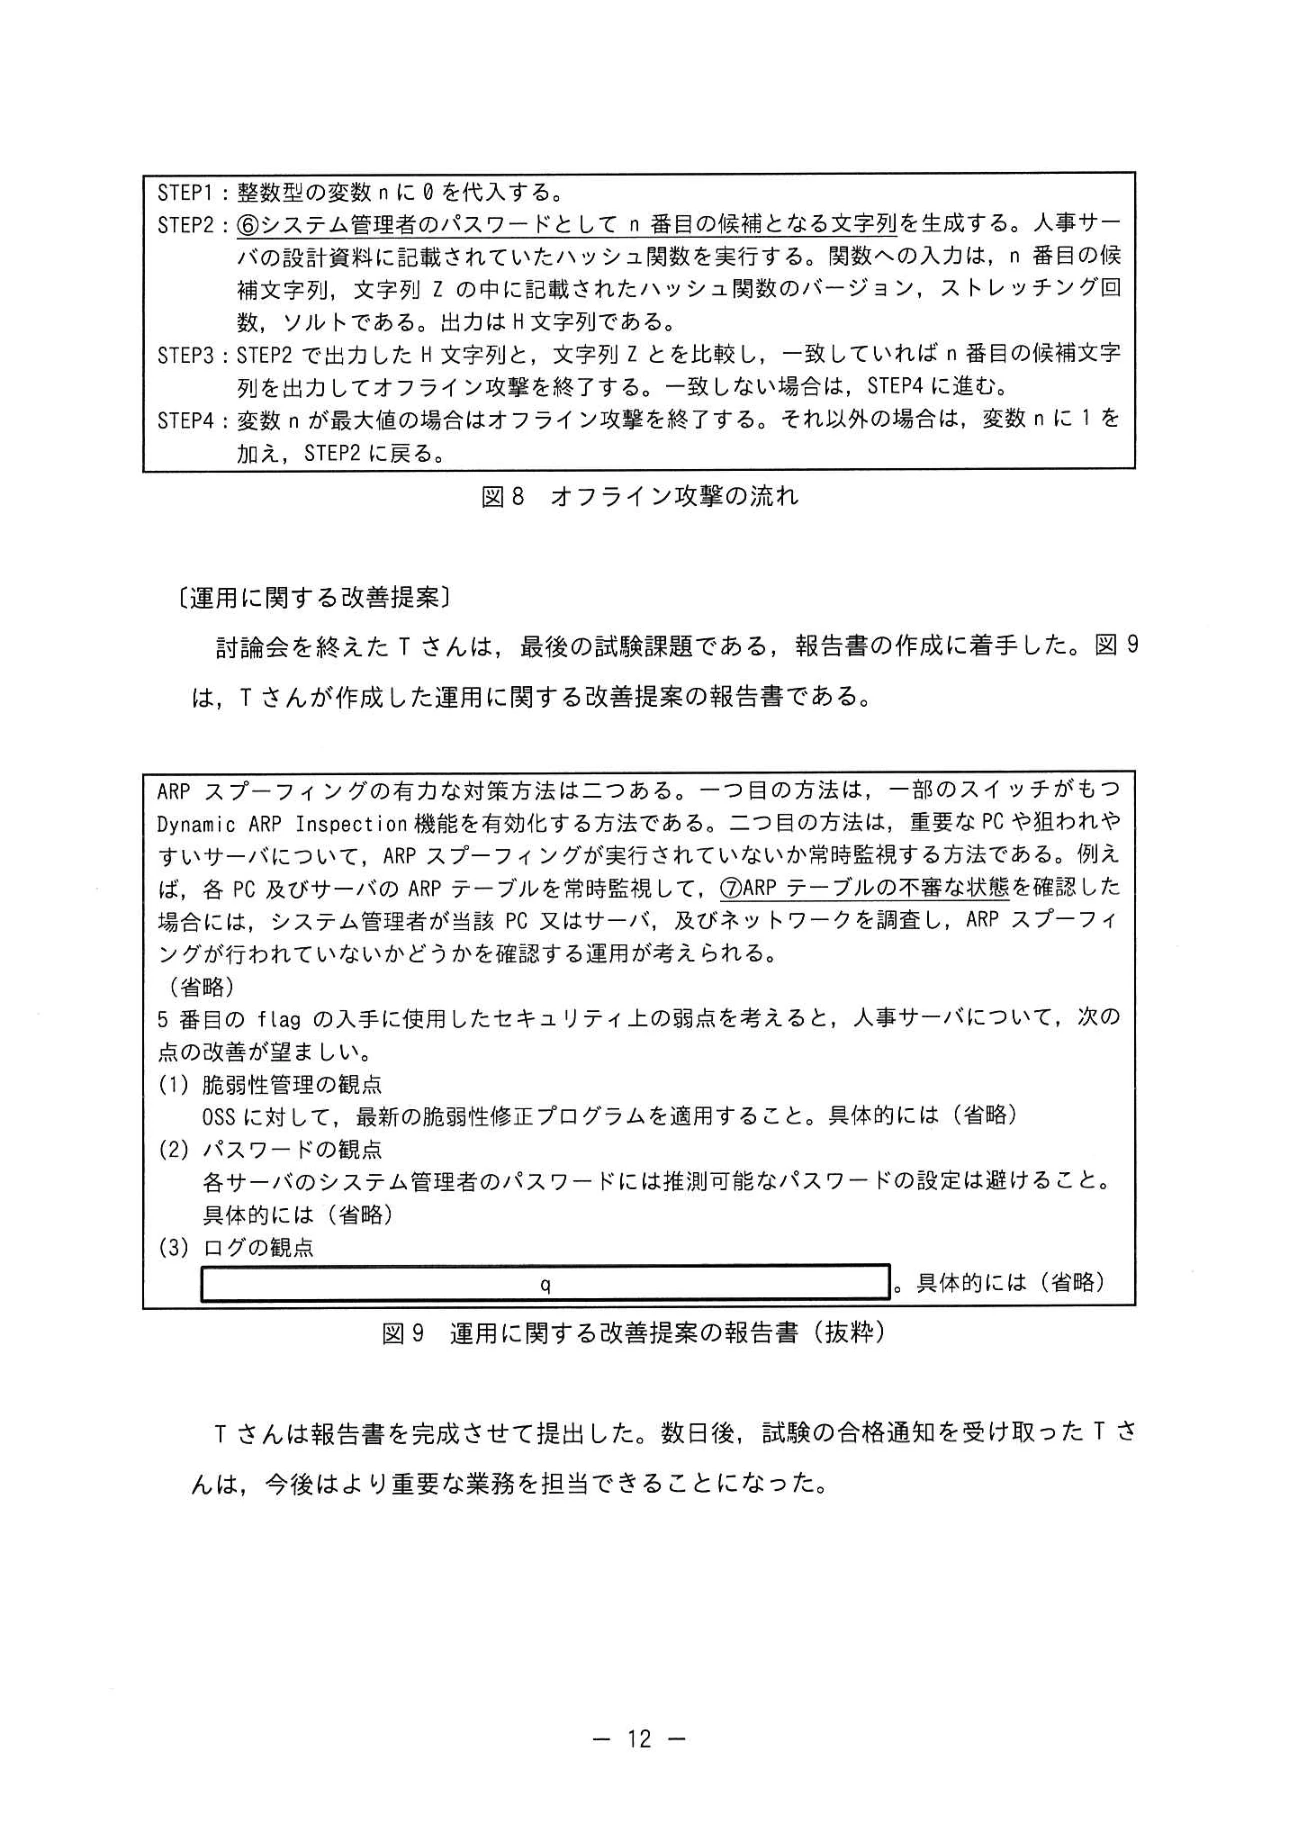 STEP1：整数型の変数 n に 0 を代入する。
STEP2：⑥システム管理者のパスワードとして n 番目の候補となる文字列を生成する。人事サー
バの設計資料に記載されていたハッシュ関数を実行する。関数への入力は，n 番目の候
補文字列，文字列 Z の中に記載されたハッシュ関数のバージョン，ストレッチング回
数，ソルトである。出力は H 文字列である。
STEP3：STEP2 で出力した H 文字列と，文字列 Z とを比較し，一致していれば n 番目の候補文字
列を出力してオフライン攻撃を終了する。一致しない場合は，STEP4 に進む。
STEP4：変数 n が最大値の場合はオフライン攻撃を終了する。それ以外の場合は，変数 n に 1 を
加え，STEP2 に戻る。
図 8　オフライン攻撃の流れ
〔運用に関する改善提案〕
討論会を終えた T さんは，最後の試験課題である，報告書の作成に着手した。図 9
は，T さんが作成した運用に関する改善提案の報告書である。
ARP スプーフィングの有力な対策方法は二つある。一つ目の方法は，一部のスイッチがもつ
Dynamic ARP Inspection 機能を有効化する方法である。二つ目の方法は，重要な PC や狙われや
すいサーバについて，ARP スプーフィングが実行されていないか常時監視する方法である。例え
ば，各 PC 及びサーバの ARP テーブルを常時監視して，⑦ARP テーブルの不審な状態を確認した
場合には，システム管理者が当該 PC 又はサーバ，及びネットワークを調査し，ARP スプーフィ
ングが行われていないかどうかを確認する運用が考えられる。
（省略）
5 番目の flag の入手に使用したセキュリティ上の弱点を考えると，人事サーバについて，次の
点の改善が望ましい。
(1) 脆弱性管理の観点
OSS に対して，最新の脆弱性修正プログラムを適用すること。具体的には（省略）
(2) パスワードの観点
各サーバのシステム管理者のパスワードには推測可能なパスワードの設定は避けること。
具体的には（省略）
(3) ログの観点
q 。具体的には（省略）
図 9　運用に関する改善提案の報告書（抜粋）
T さんは報告書を完成させて提出した。数日後，試験の合格通知を受け取った T さ
んは，今後はより重要な業務を担当できることになった。
－ 12 －